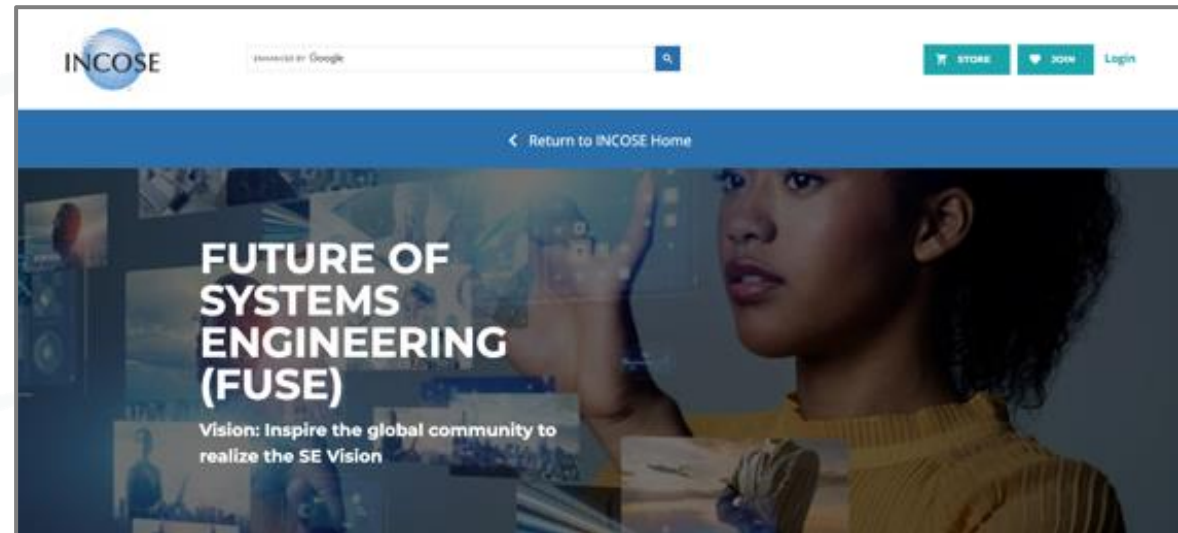 INCOSE
ENHANCED BY Google
STORE
JOIN
Login
Return to INCOSE Home
FUTURE OF
SYSTEMS
ENGINEERING
(FUSE)
Vision: Inspire the global community to
realize the SE Vision